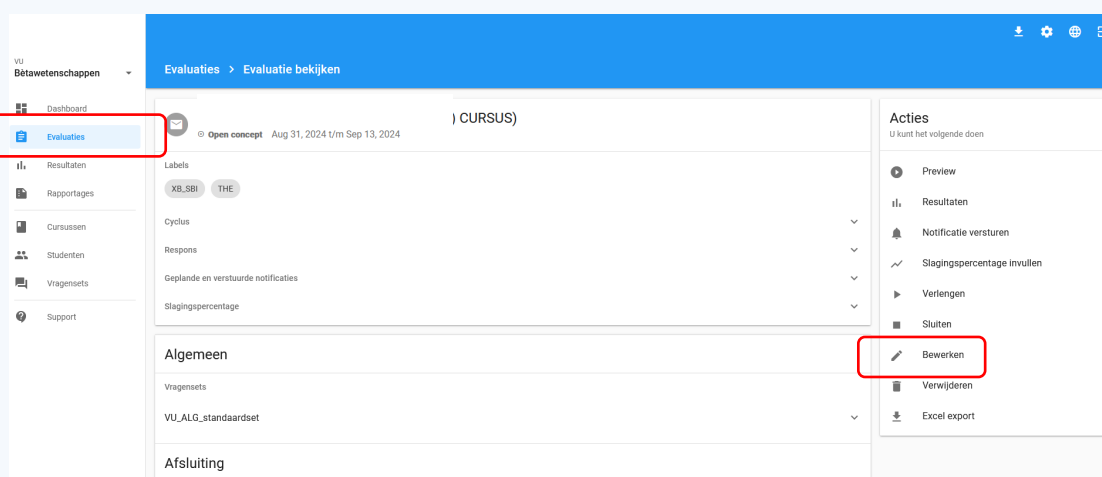 VU
Bètawetenschappen
Evaluaties > Evaluatie bekijken
Dashboard
Evaluaties
Resultaten
Rapportages
Cursussen
Studenten
Vragensets
Support
) CURSUS)
Open concept Aug 31, 2024 t/m Sep 13, 2024
Labels
XB_SBI THE
Cyclus
Respons
Geplande en verstuurde notificaties
Slagingspercentage
Algemeen
Vragensets
VU_ALG_standaardset
Afsluiting
Acties
U kunt het volgende doen
Preview
Resultaten
Notificatie versturen
Slagingspercentage invullen
Verlengen
Sluiten
Bewerken
Verwijderen
Excel export